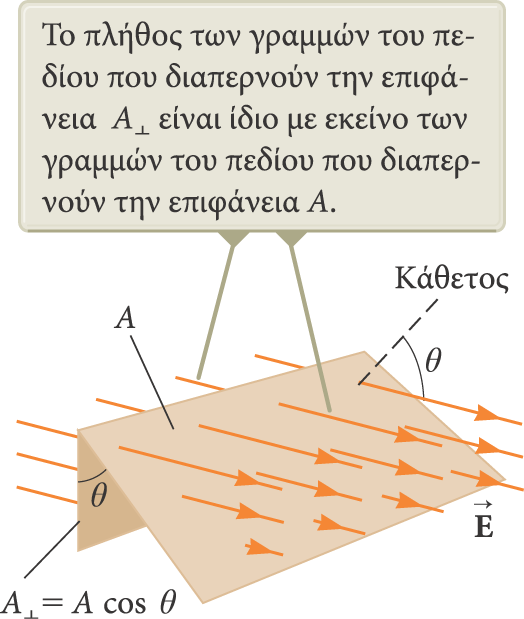 Το πλήθος των γραμμών του πε-
δίου που διαπερνούν την επιφά-
νεια A⊥ είναι ίδιο με εκείνο των
γραμμών του πεδίου που διαπερ-
νούν την επιφάνεια A.
Κάθετος
A
θ
θ
E⃗
A⊥= A cos θ